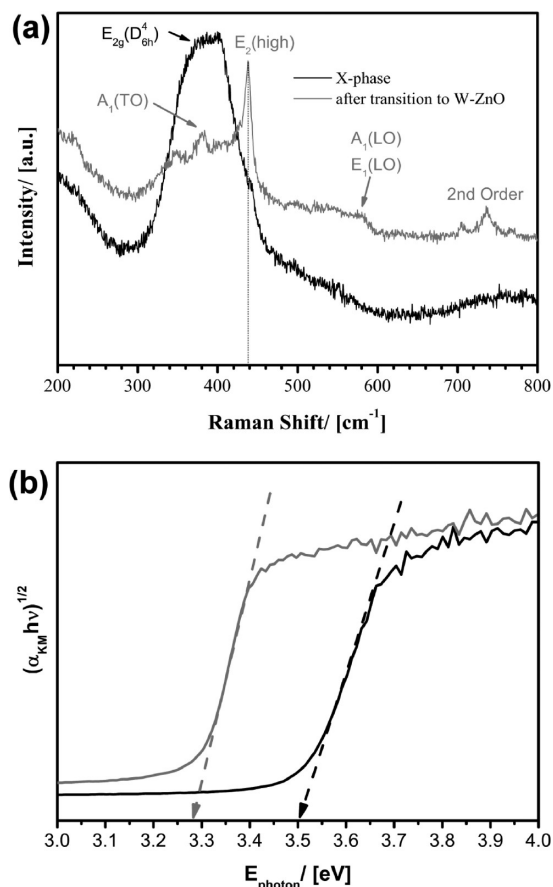 (a)
E2g(D⁴6h)
E2(high)
X-phase
after transition to W-ZnO
A1(TO)
A1(LO)
E1(LO)
2nd Order
Intensity/ [a.u.]
200 300 400 500 600 700 800
Raman Shift/ [cm⁻¹]
(b)
(αKMhν)¹/²
3.0 3.1 3.2 3.3 3.4 3.5 3.6 3.7 3.8 3.9 4.0
Ephoton/ [eV]